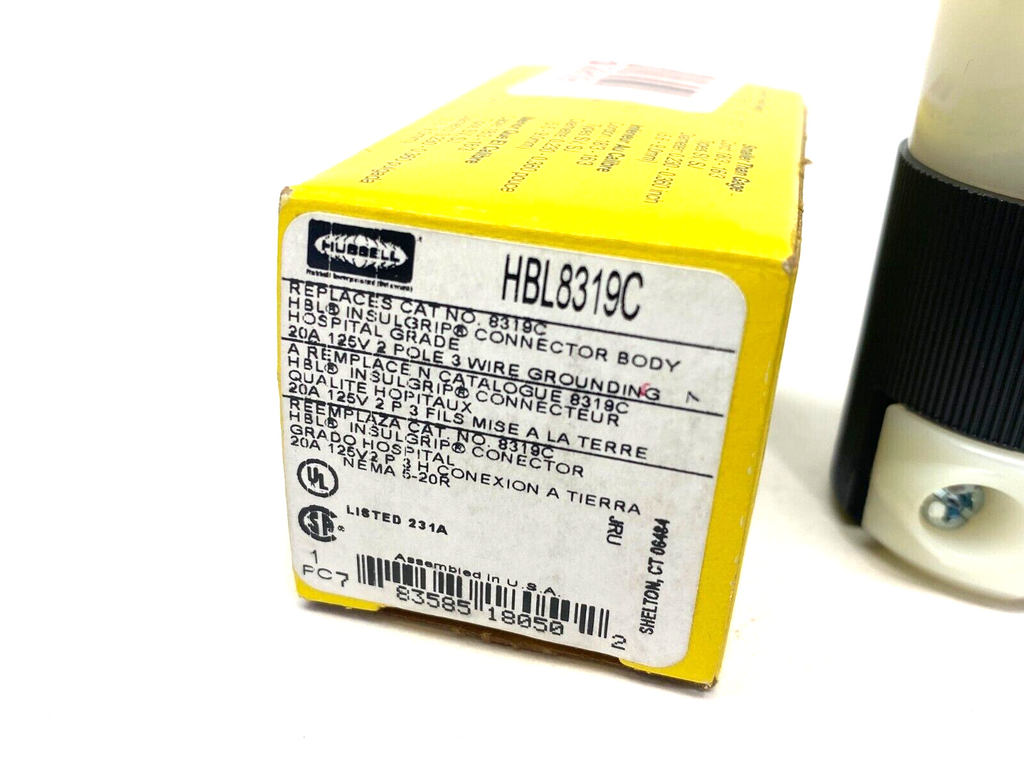 HUBBELL
HBL8319C
REPLACES CAT NO. 8319C
HBL® INSULGRIP® CONNECTOR BODY
HOSPITAL GRADE
20A 125V 2 POLE 3 WIRE GROUNDING
A REMPLACE N CATALOGUE 8319C
HBL® INSULGRIP® CONNECTEUR
QUALITE HOPITAUX
20A 125V 2 P 3 FILS MISE A LA TERRE
REEMPLAZA CAT. NO. 8319C
HBL® INSULGRIP® CONECTOR
GRADO HOSPITAL
20A 125V 2 P 3 H CONEXION A TIERRA
NEMA 5-20R
UL
SA®
LISTED 231A
JRU
SHELTON, CT 06484
1
PC7
Assembled in U.S.A.
83585 18050 2